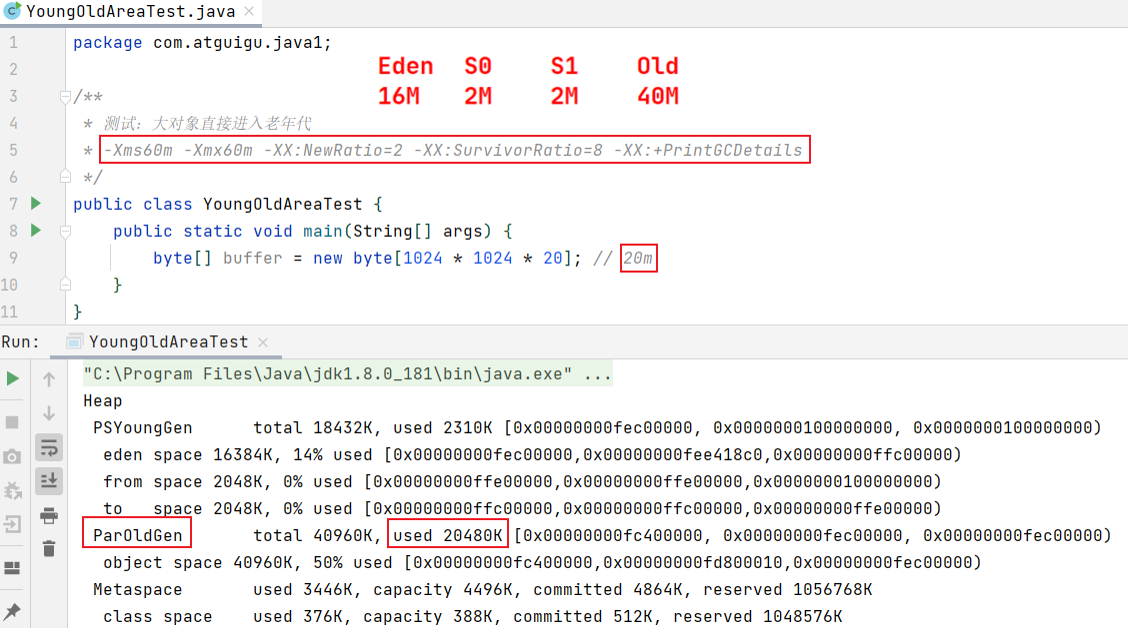 YoungOldAreaTest.java
1 package com.atguigu.java1;
2
Eden S0 S1 Old
16M 2M 2M 40M
3 /**
4 * 测试: 大对象直接进入老年代
5 * -Xms60m -Xmx60m -XX:NewRatio=2 -XX:SurvivorRatio=8 -XX:+PrintGCDetails
6 */
7 public class YoungOldAreaTest {
8 public static void main(String[] args) {
9 byte[] buffer = new byte[1024 * 1024 * 20]; // 20m
10 }
11 }
Run: YoungOldAreaTest
"C:\Program Files\Java\jdk1.8.0_181\bin\java.exe" ...
Heap
PSYoungGen total 18432K, used 2310K [0x00000000fec00000, 0x0000000100000000, 0x0000000100000000)
eden space 16384K, 14% used [0x00000000fec00000,0x00000000fee418c0,0x00000000ffc00000)
from space 2048K, 0% used [0x00000000ffe00000,0x00000000ffe00000,0x0000000100000000)
to space 2048K, 0% used [0x00000000ffc00000,0x00000000ffc00000,0x00000000ffe00000)
ParOldGen total 40960K, used 20480K [0x00000000fc400000, 0x00000000fec00000, 0x00000000fec00000)
object space 40960K, 50% used [0x00000000fc400000,0x00000000fd800010,0x00000000fec00000)
Metaspace used 3446K, capacity 4496K, committed 4864K, reserved 1056768K
class space used 376K, capacity 388K, committed 512K, reserved 1048576K